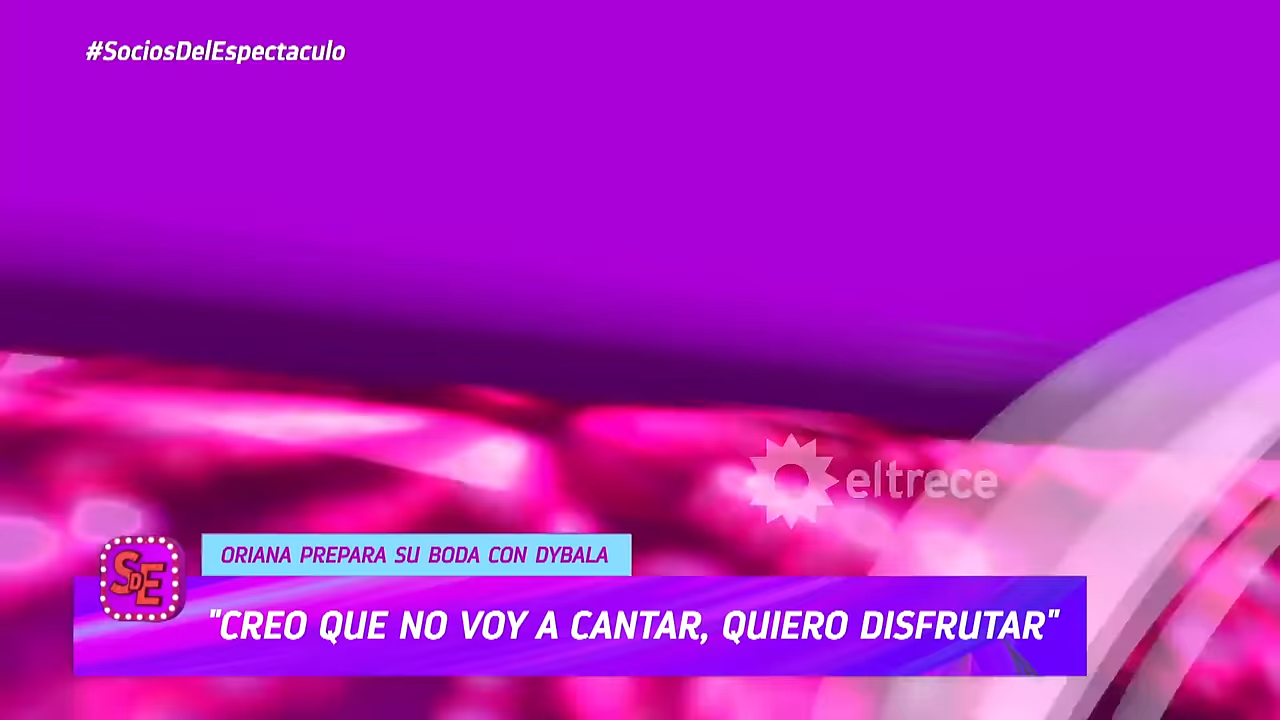 #SociosDelEspectaculo
eltrece
SDE
ORIANA PREPARA SU BODA CON DYBALA
"CREO QUE NO VOY A CANTAR, QUIERO DISFRUTAR"